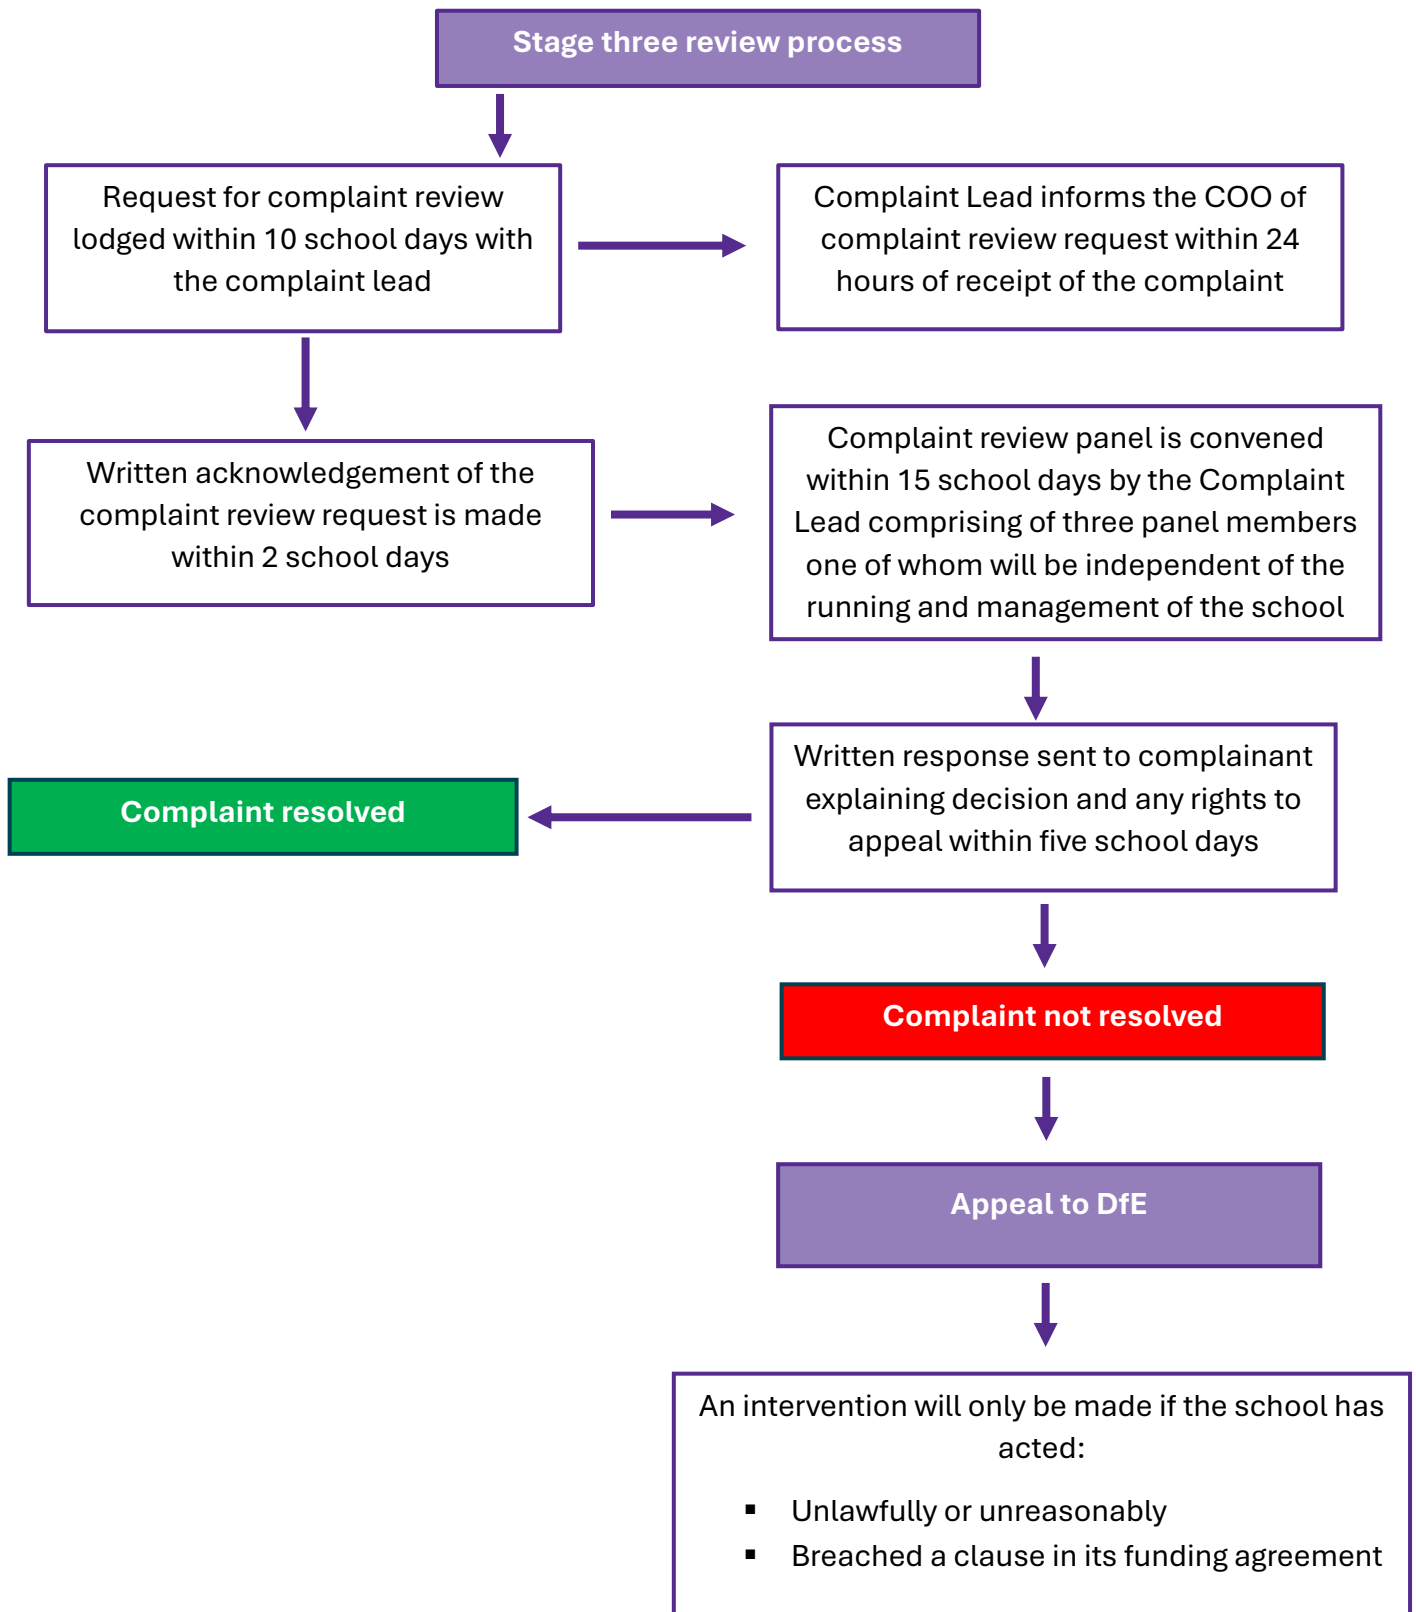 Stage three review process
Request for complaint review
lodged within 10 school days with
the complaint lead
Complaint Lead informs the COO of
complaint review request within 24
hours of receipt of the complaint
Written acknowledgement of the
complaint review request is made
within 2 school days
Complaint review panel is convened
within 15 school days by the Complaint
Lead comprising of three panel members
one of whom will be independent of the
running and management of the school
Written response sent to complainant
explaining decision and any rights to
appeal within five school days
Complaint resolved
Complaint not resolved
Appeal to DfE
An intervention will only be made if the school has
acted:
▪ Unlawfully or unreasonably
▪ Breached a clause in its funding agreement